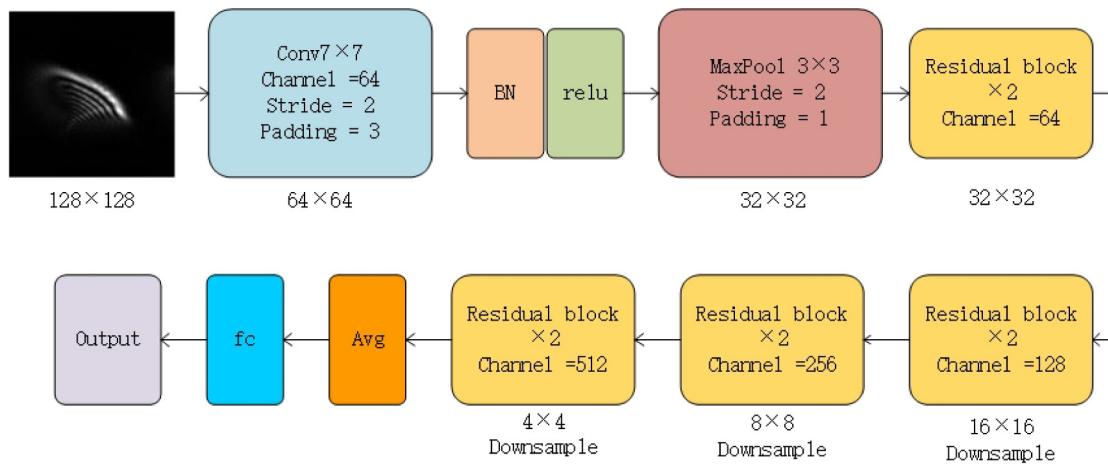 128×128
Conv7×7
Channel =64
Stride = 2
Padding = 3
64×64
BN
relu
MaxPool 3×3
Stride = 2
Padding = 1
32×32
Residual block
×2
Channel =64
32×32
Output
fc
Avg
Residual block
×2
Channel =512
4×4
Downsample
Residual block
×2
Channel =256
8×8
Downsample
Residual block
×2
Channel =128
16×16
Downsample